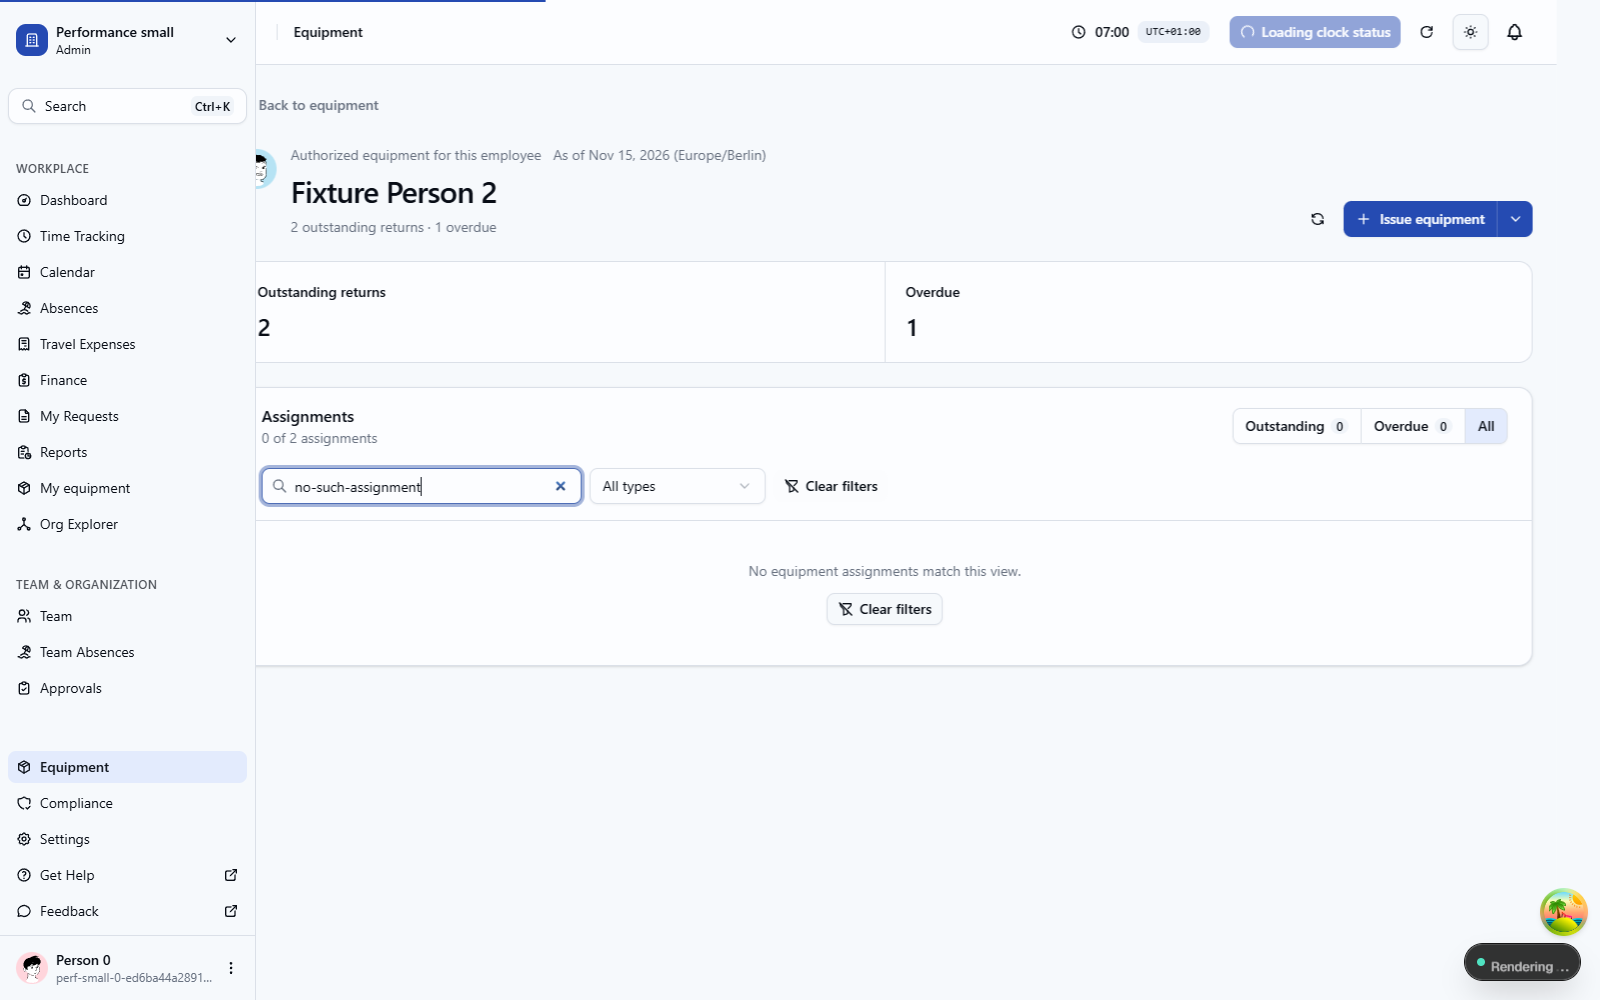 Performance small
Admin
Search
Ctrl+K
WORKPLACE
Dashboard
Time Tracking
Calendar
Absences
Travel Expenses
Finance
My Requests
Reports
My equipment
Org Explorer
TEAM & ORGANIZATION
Team
Team Absences
Approvals
Equipment
Compliance
Settings
Get Help
Feedback
Person 0
perf-small-0-ed6ba44a2891...
Equipment
07:00
UTC+01:00
Loading clock status
Back to equipment
Authorized equipment for this employee As of Nov 15, 2026 (Europe/Berlin)
Fixture Person 2
2 outstanding returns · 1 overdue
Issue equipment
Outstanding returns
2
Overdue
1
Assignments
0 of 2 assignments
Outstanding 0
Overdue 0
All
no-such-assignment
All types
Clear filters
No equipment assignments match this view.
Clear filters
Rendering ...